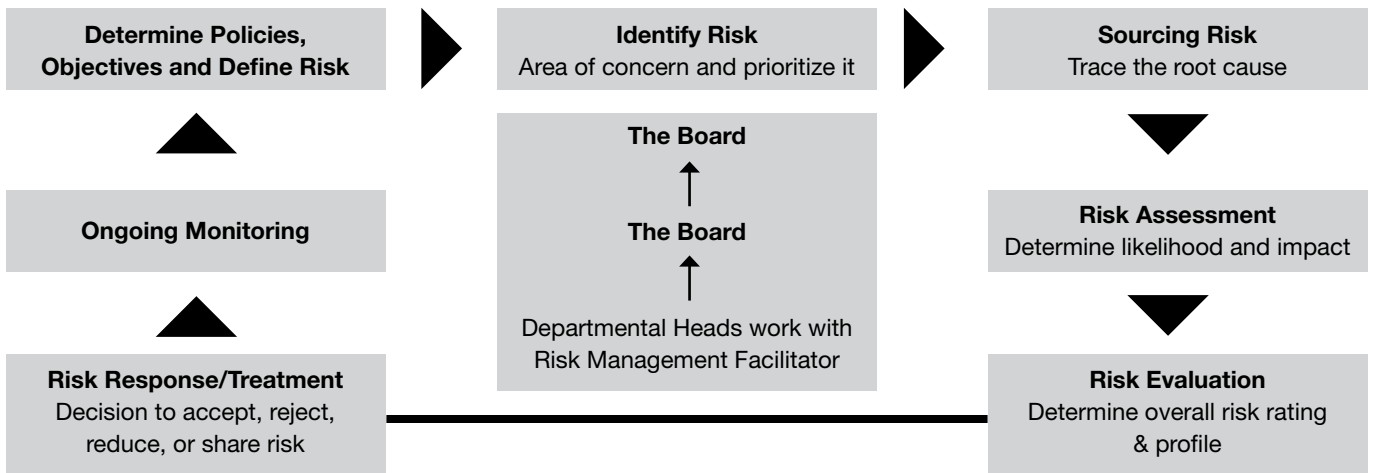 Determine Policies,
Objectives and Define Risk
Identify Risk
Area of concern and prioritize it
Sourcing Risk
Trace the root cause
The Board
The Board
Departmental Heads work with
Risk Management Facilitator
Ongoing Monitoring
Risk Assessment
Determine likelihood and impact
Risk Response/Treatment
Decision to accept, reject,
reduce, or share risk
Risk Evaluation
Determine overall risk rating
& profile